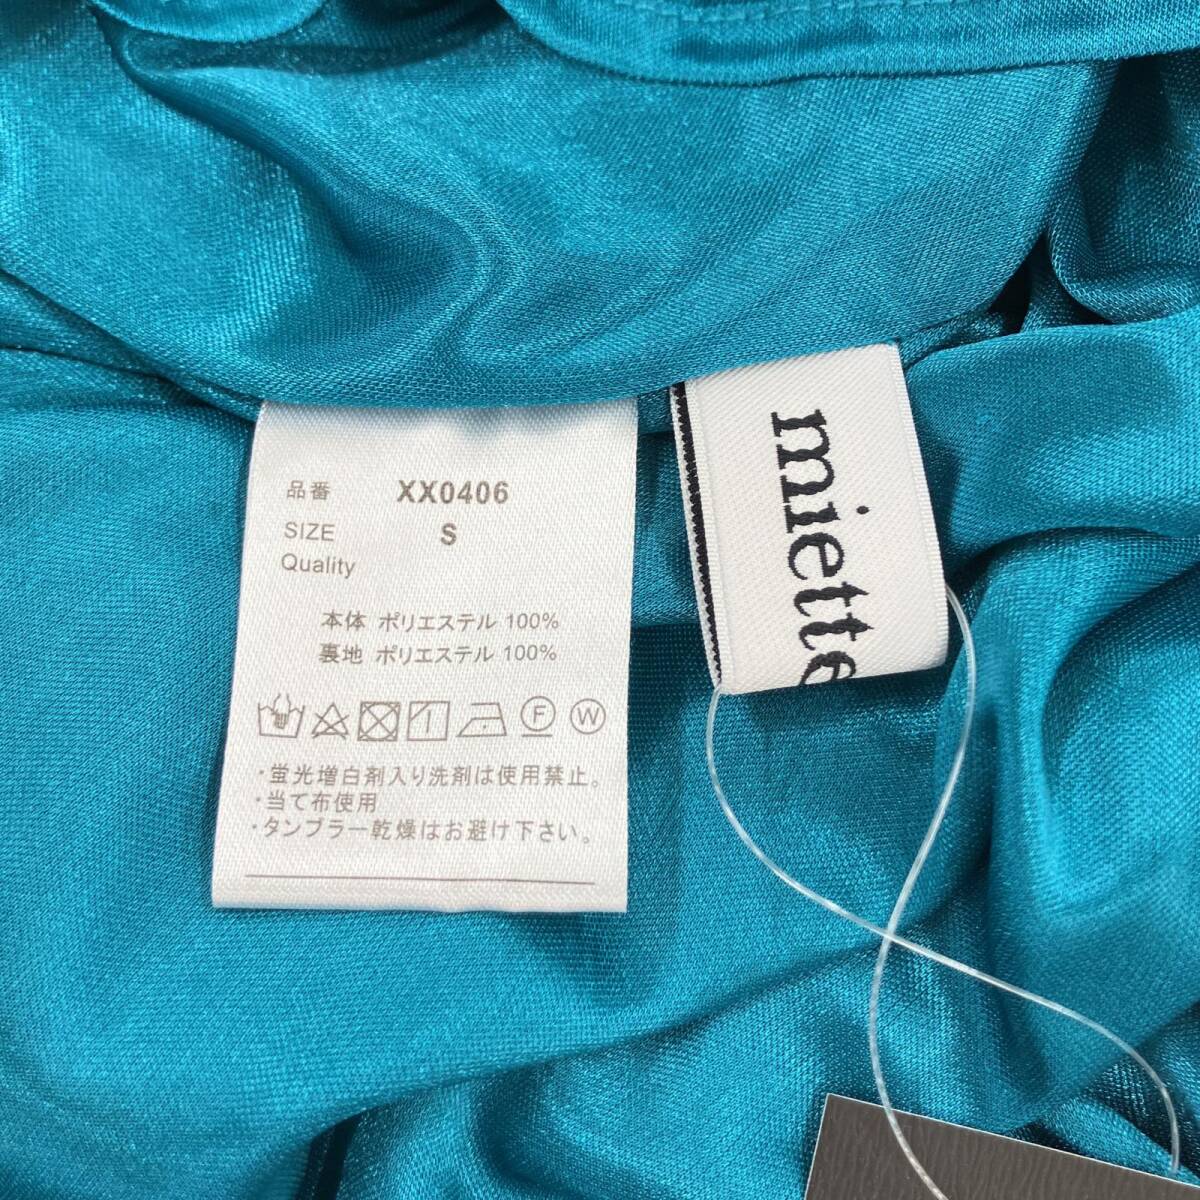 品番 XX0406
SIZE S
Quality
本体 ポリエステル 100%
裏地 ポリエステル 100%
F W
・蛍光増白剤入り洗剤は使用禁止。
・当て布使用
・タンブラー乾燥はお避け下さい。
miette